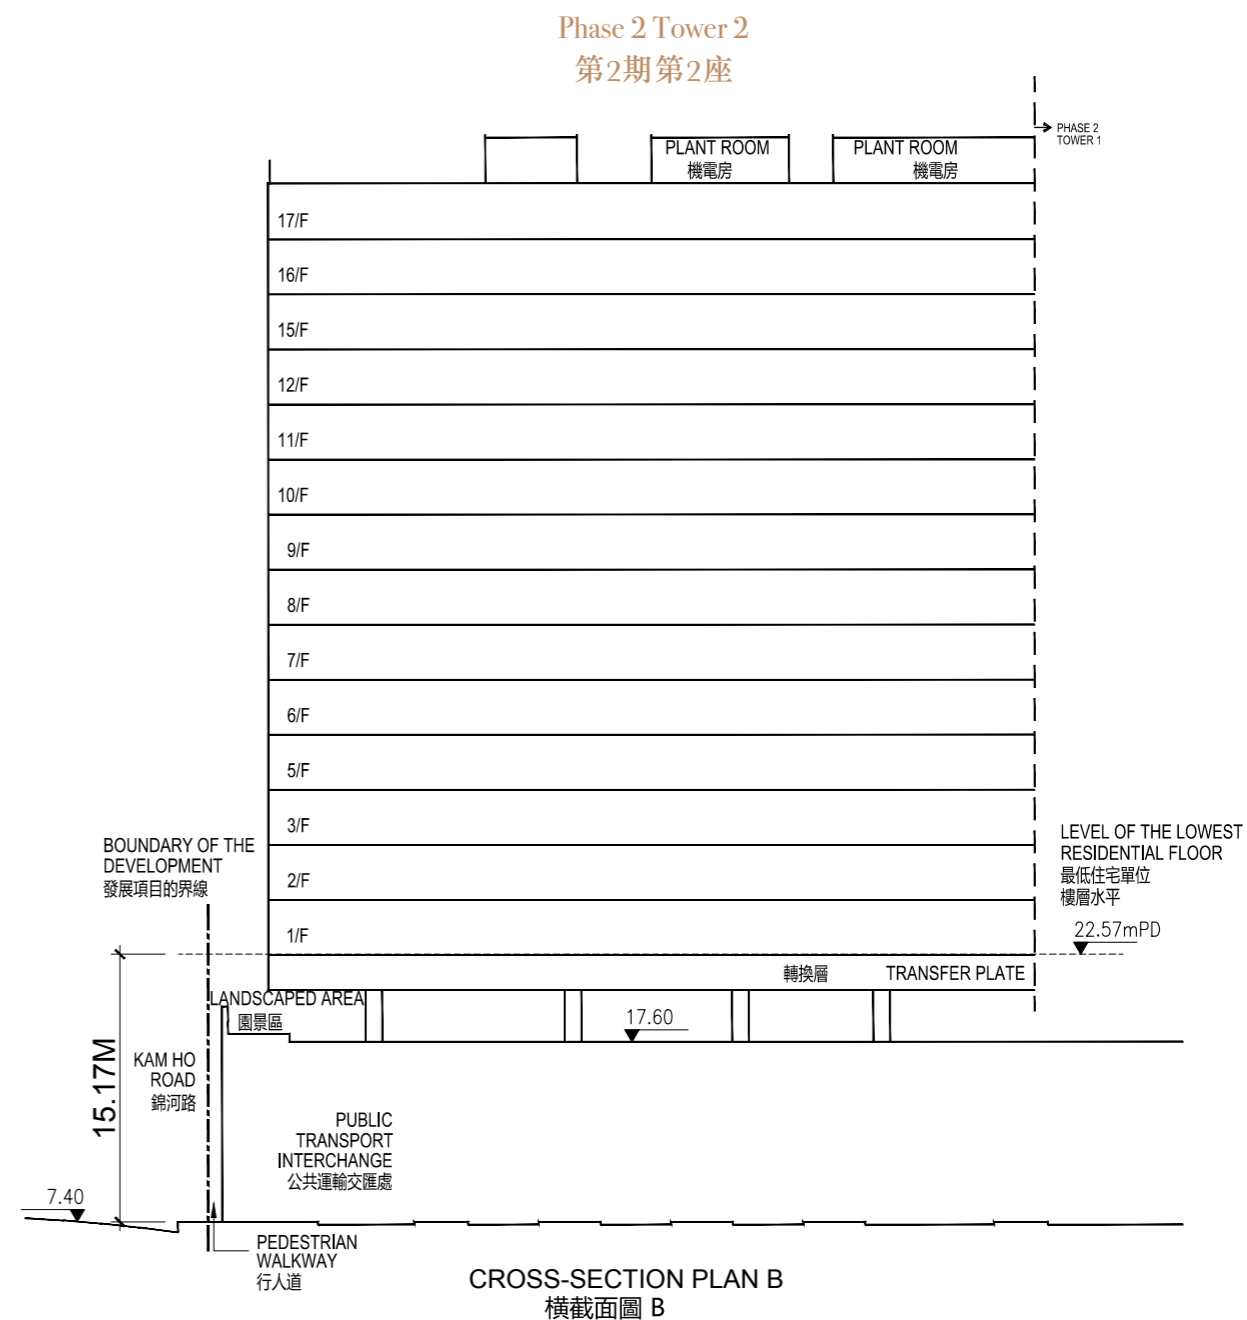 Phase 2 Tower 2
第2期第2座
PHASE 2
TOWER 1
PLANT ROOM
機電房
PLANT ROOM
機電房
17/F
16/F
15/F
12/F
11/F
10/F
9/F
8/F
7/F
6/F
5/F
3/F
2/F
1/F
BOUNDARY OF THE
DEVELOPMENT
發展項目的界線
LEVEL OF THE LOWEST
RESIDENTIAL FLOOR
最低住宅單位
樓層水平
22.57mPD
轉換層 TRANSFER PLATE
LANDSCAPED AREA
園景區
17.60
15.17M
KAM HO
ROAD
錦河路
PUBLIC
TRANSPORT
INTERCHANGE
公共運輸交匯處
7.40
PEDESTRIAN
WALKWAY
行人道
CROSS-SECTION PLAN B
橫截面圖 B